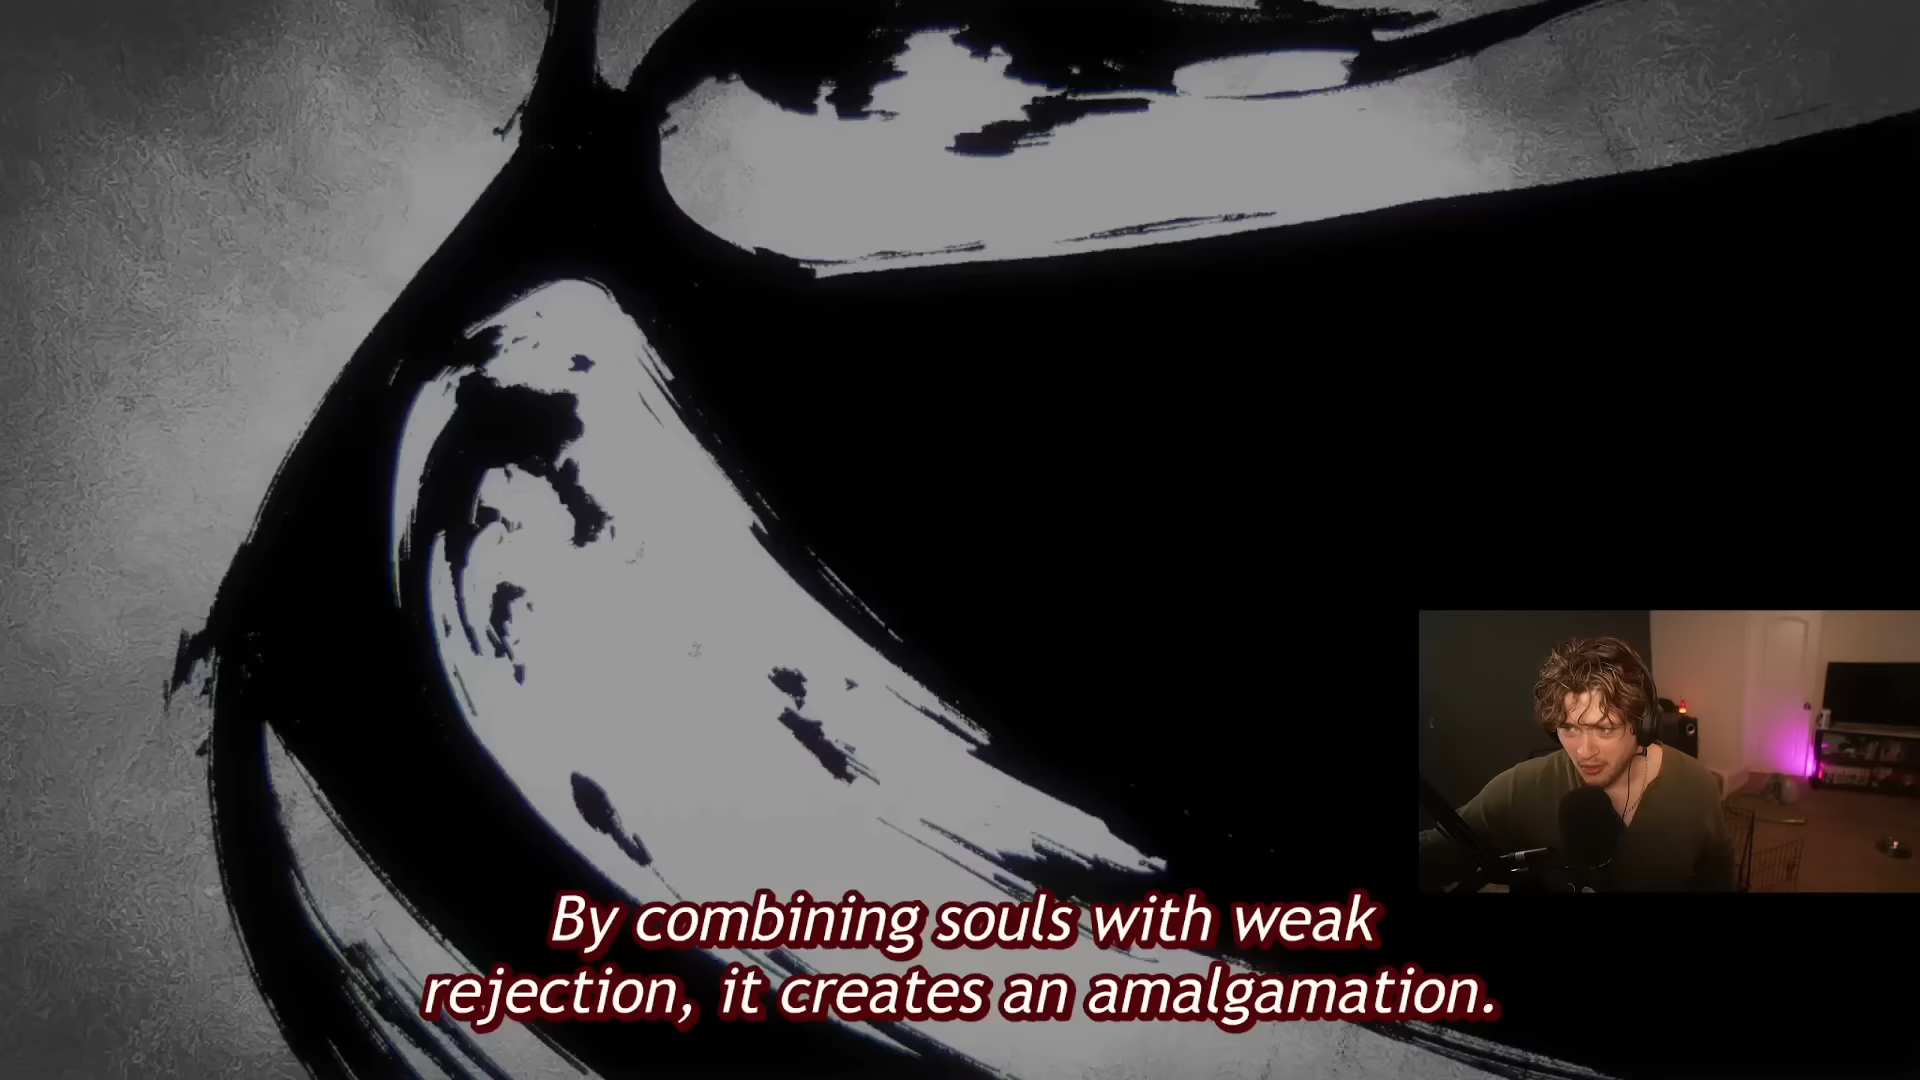 By combining souls with weak
rejection, it creates an amalgamation.